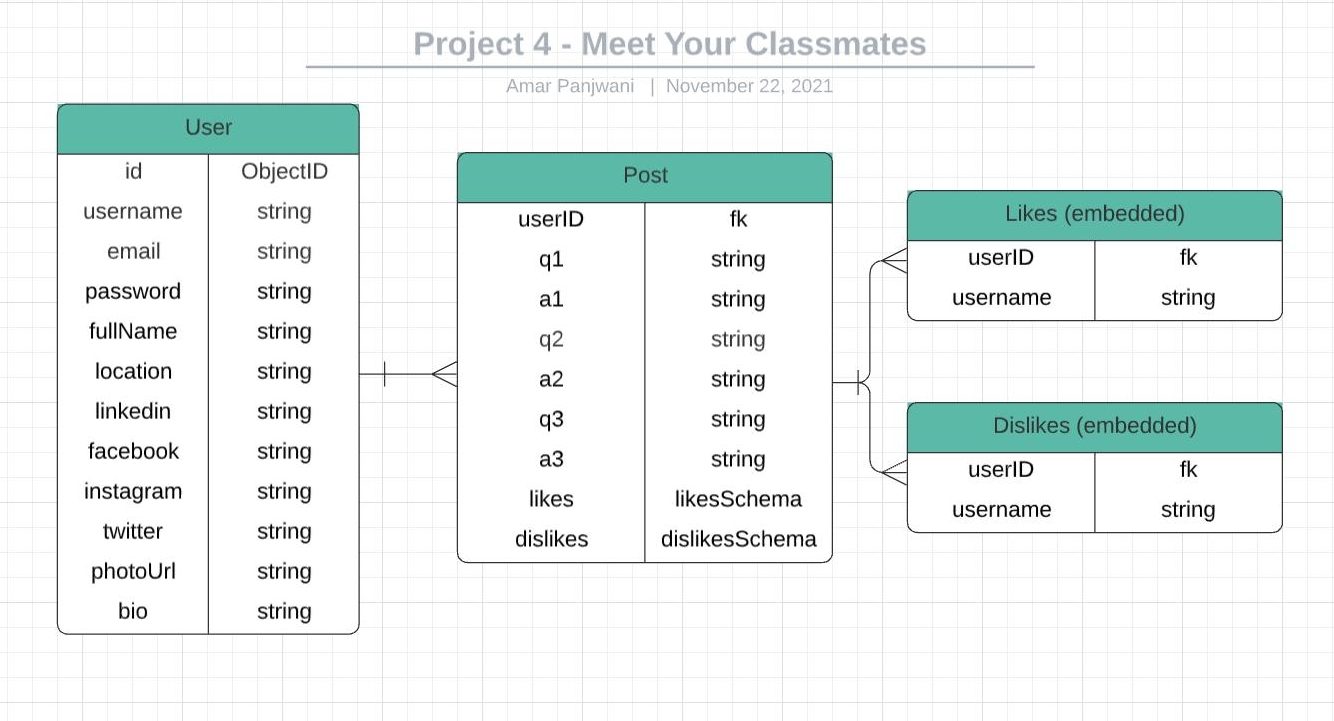 Project 4 - Meet Your Classmates
Amar Panjwani | November 22, 2021
User
id ObjectID
username string
email string
password string
fullName string
location string
linkedin string
facebook string
instagram string
twitter string
photoUrl string
bio string
Post
userID fk
q1 string
a1 string
q2 string
a2 string
q3 string
a3 string
likes likesSchema
dislikes dislikesSchema
Likes (embedded)
userID fk
username string
Dislikes (embedded)
userID fk
username string